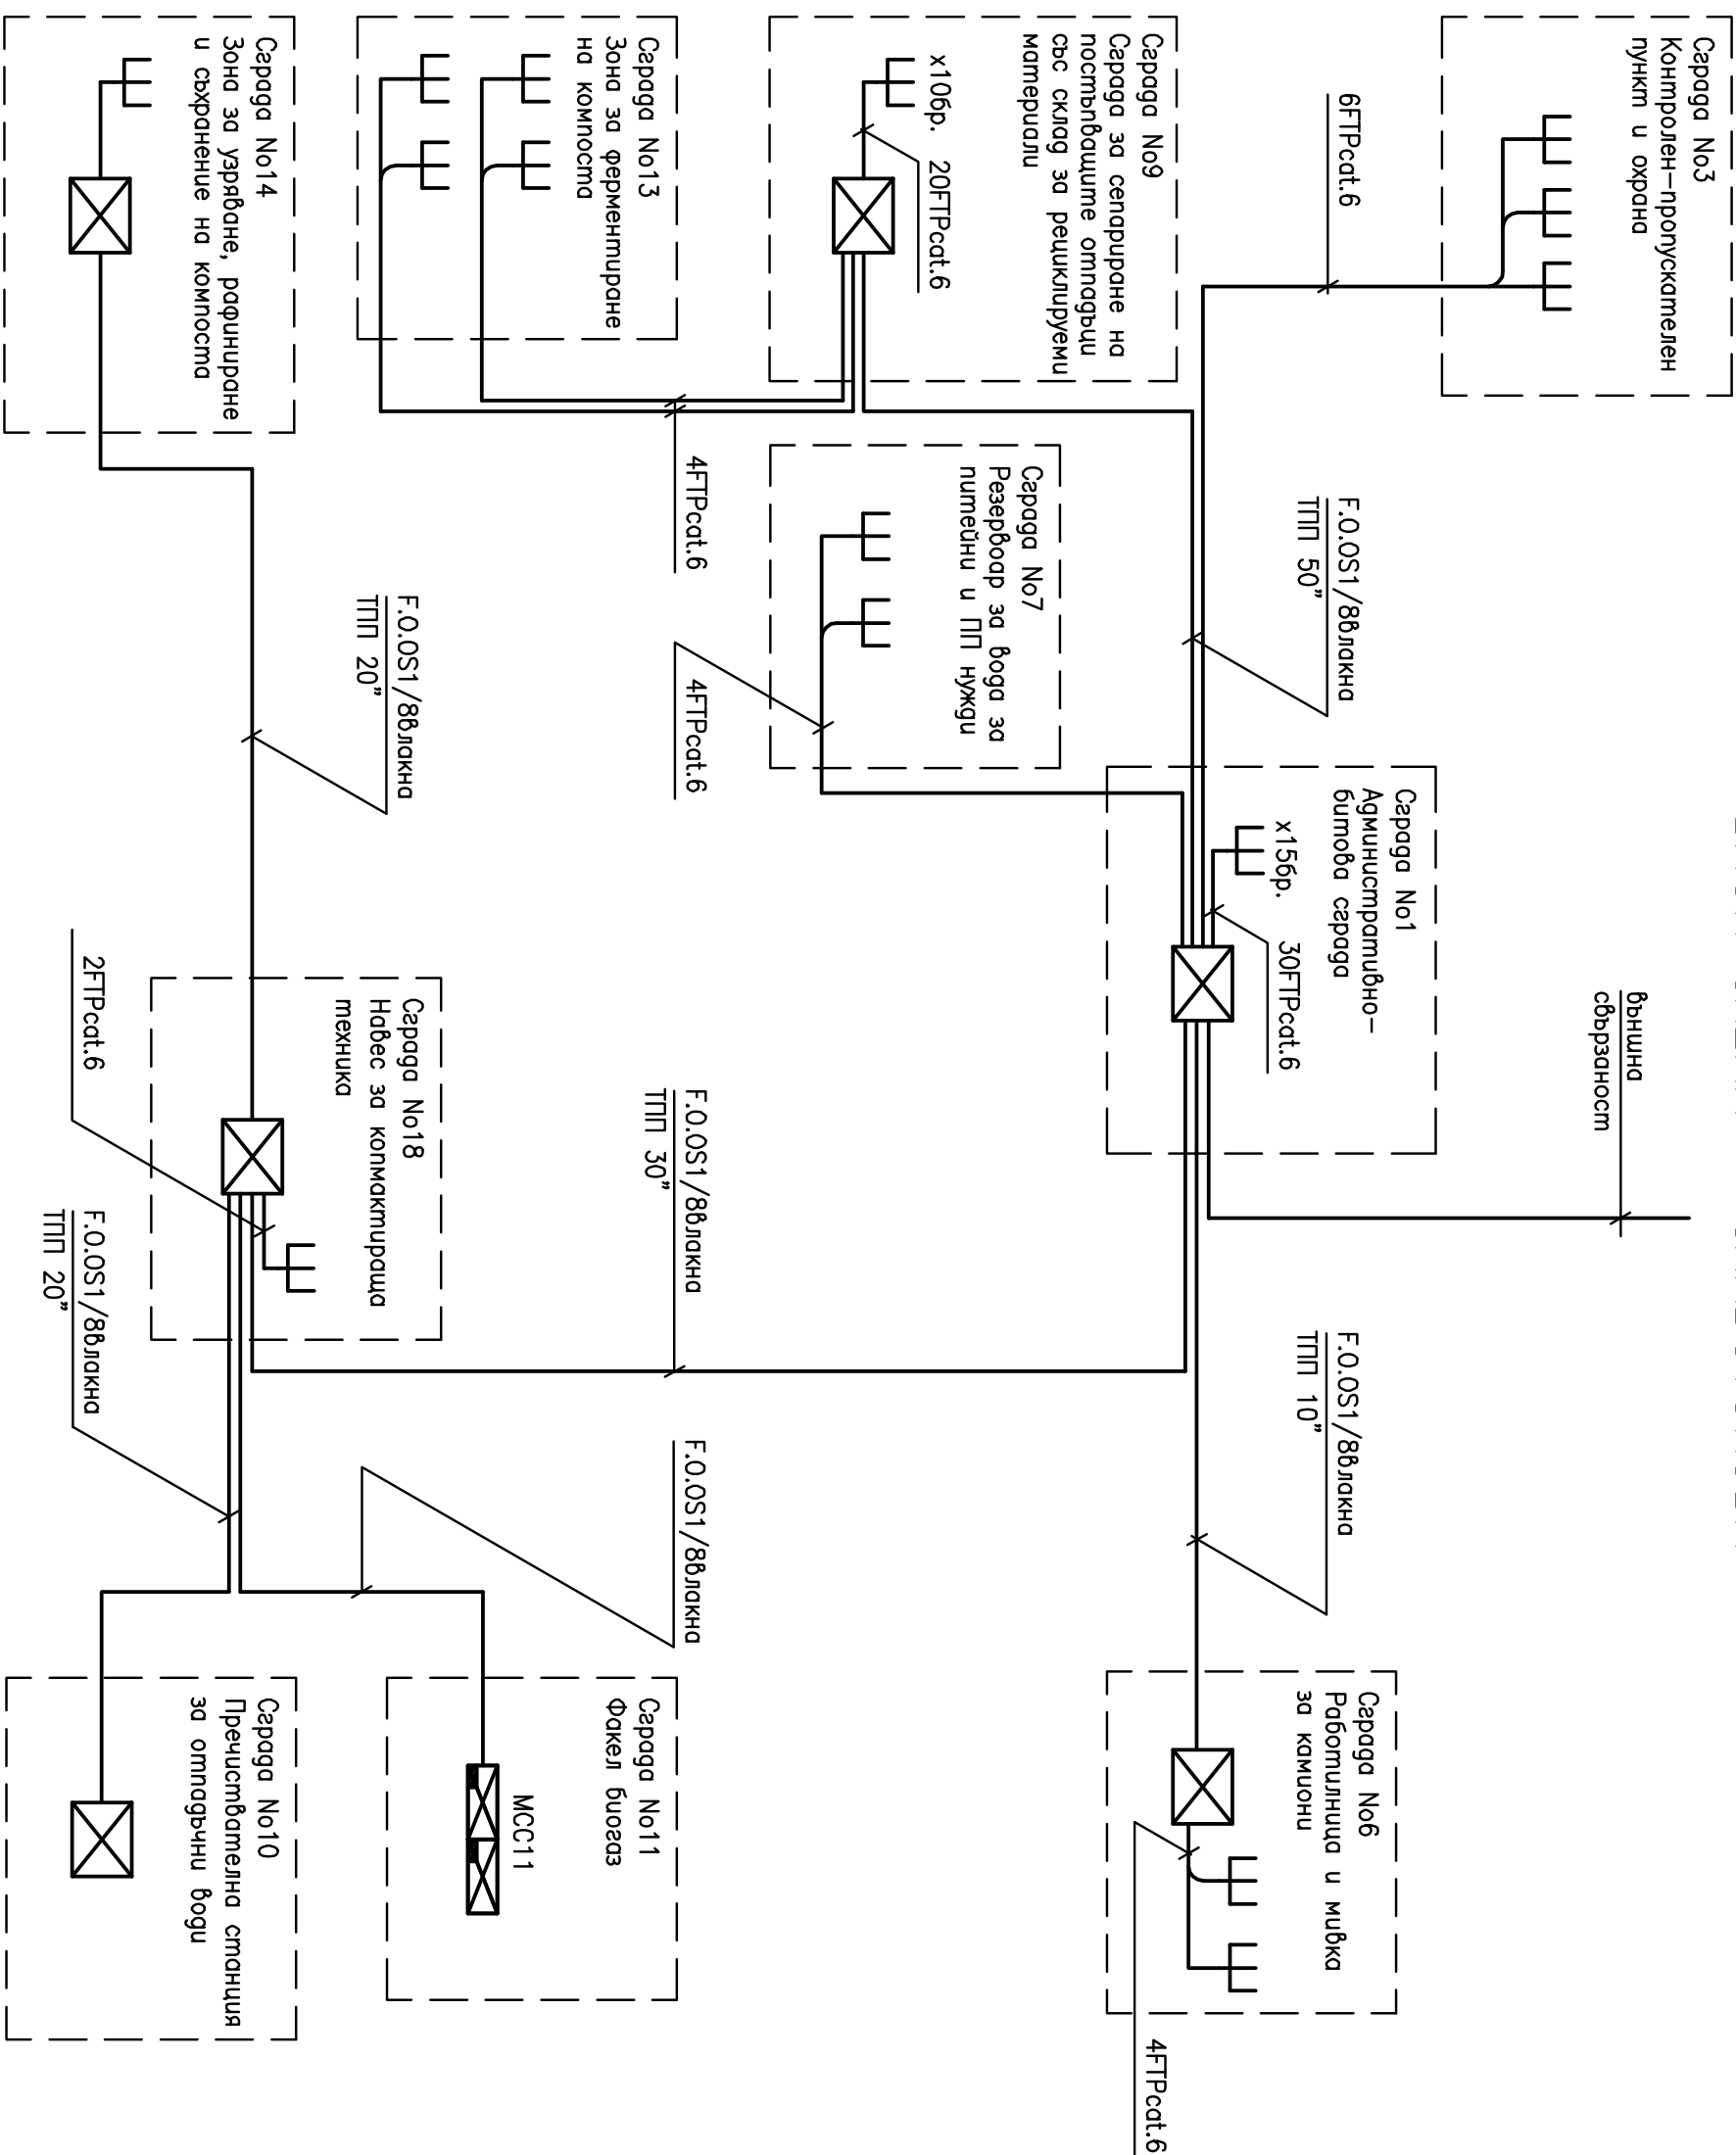 Сграда No3
Контролен-пропускателен
пункт и охрана
6FTPcat.6
външна
свързаност
F.O.OS1/8влакна
ТПП 50"
F.O.OS1/8влакна
ТПП 10"
Сграда No1
Административно-
битова сграда
x15бр.
30FTPcat.6
Сграда No6
Работилница и мивка
за камиони
4FTPcat.6
Сграда No9
Сграда за сепариране на
постъпващите отпадъци
със склад за рециклируеми
материали
x10бр.
20FTPcat.6
Сграда No7
Резервоар за вода за
питейни и ПП нужди
4FTPcat.6
4FTPcat.6
F.O.OS1/8влакна
ТПП 30"
F.O.OS1/8влакна
Сграда No13
Зона за ферментиране
на компоста
Сграда No11
Факел биогаз
MCC11
F.O.OS1/8влакна
ТПП 20"
Сграда No18
Навес за копмактираща
техника
2FTPcat.6
F.O.OS1/8влакна
ТПП 20"
Сграда No14
Зона за узряване, рафиниране
и съхранение на компоста
Сграда No10
Пречиствателна станция
за отпадъчни води